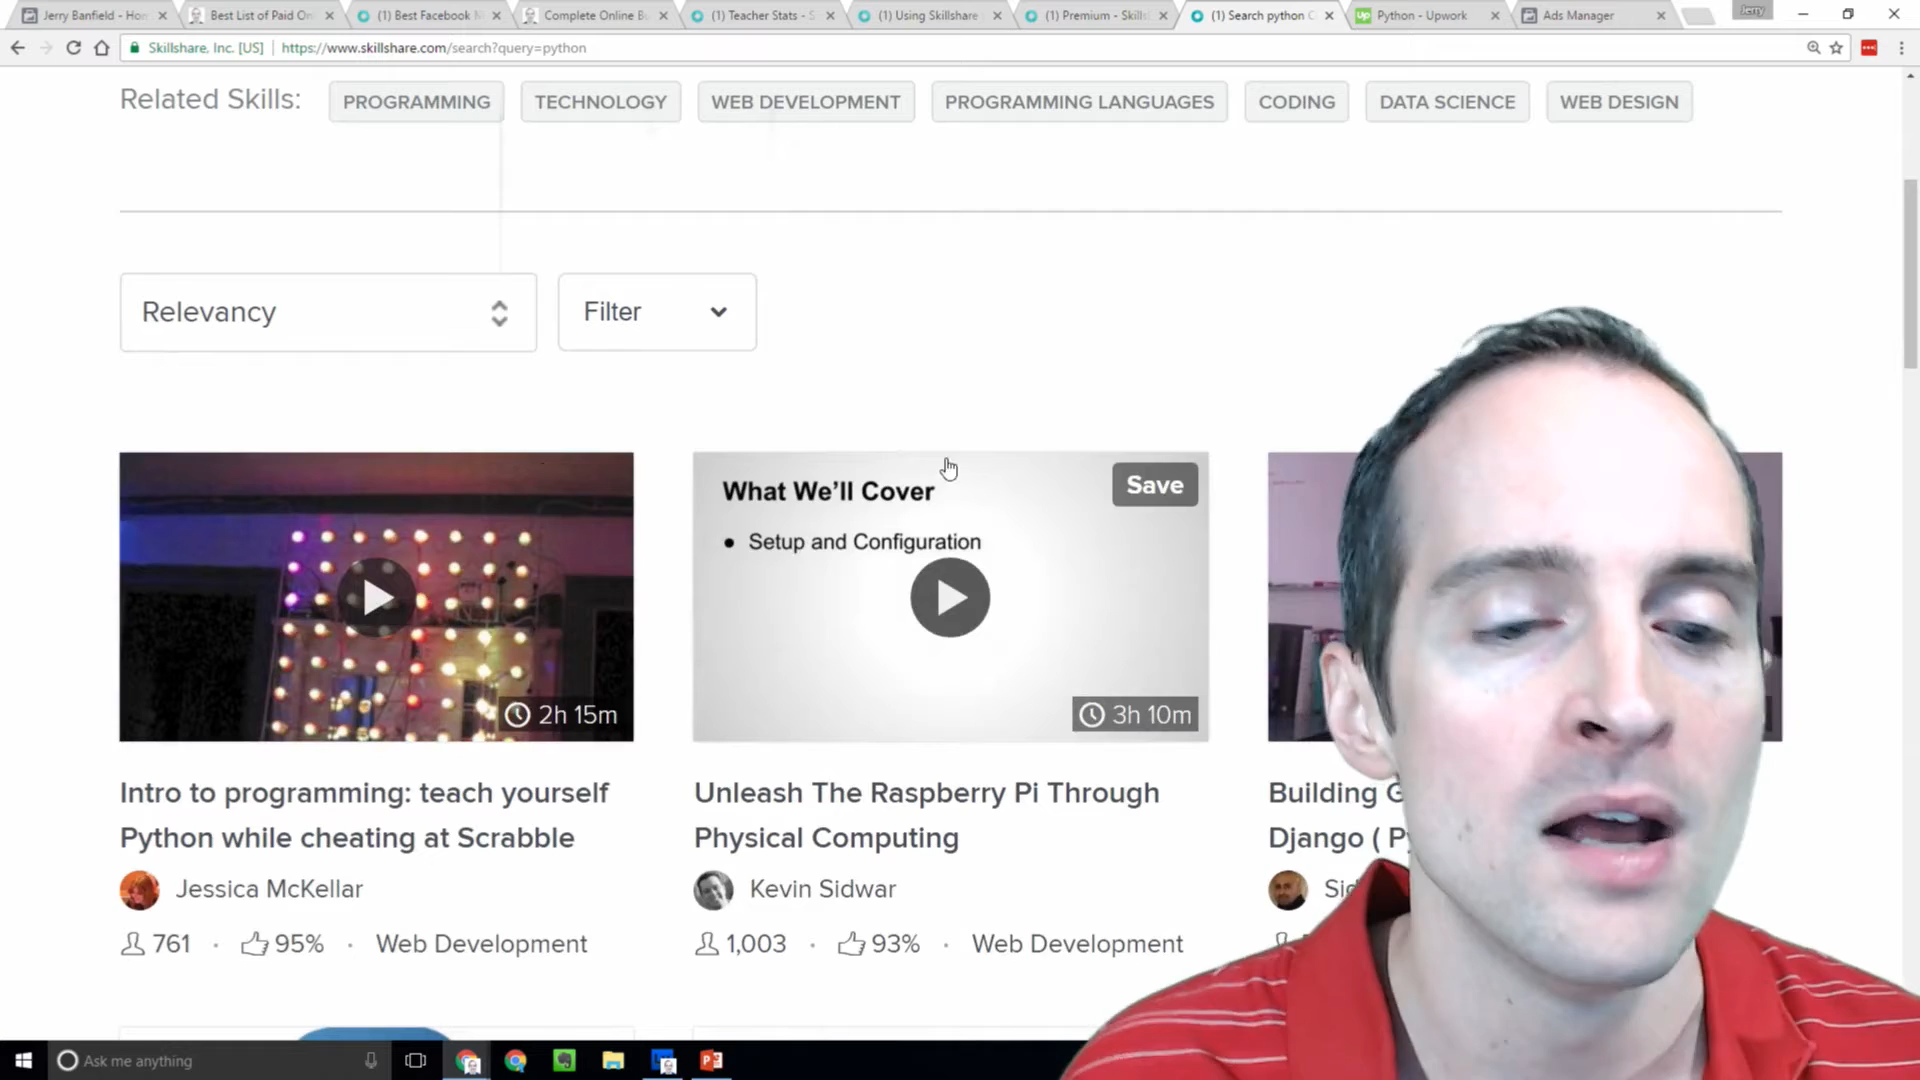 Jerry Banfield - Hom
Best List of Paid On
(1) Best Facebook
Complete Online Bu
(1) Teacher Stats - S
(1) Using Skillshare
(1) Premium - Skills
(1) Search python C
Python - Upwork
Ads Manager
Jerry
Skillshare, Inc. [US]
https://www.skillshare.com/search?query=python
Related Skills:
PROGRAMMING
TECHNOLOGY
WEB DEVELOPMENT
PROGRAMMING LANGUAGES
CODING
DATA SCIENCE
WEB DESIGN
Relevancy
Filter
2h 15m
Intro to programming: teach yourself
Python while cheating at Scrabble
Jessica McKellar
761 · 95% · Web Development
What We'll Cover
Save
● Setup and Configuration
3h 10m
Unleash The Raspberry Pi Through
Physical Computing
Kevin Sidwar
1,003 · 93% · Web Development
Building
Django (
Ask me anything